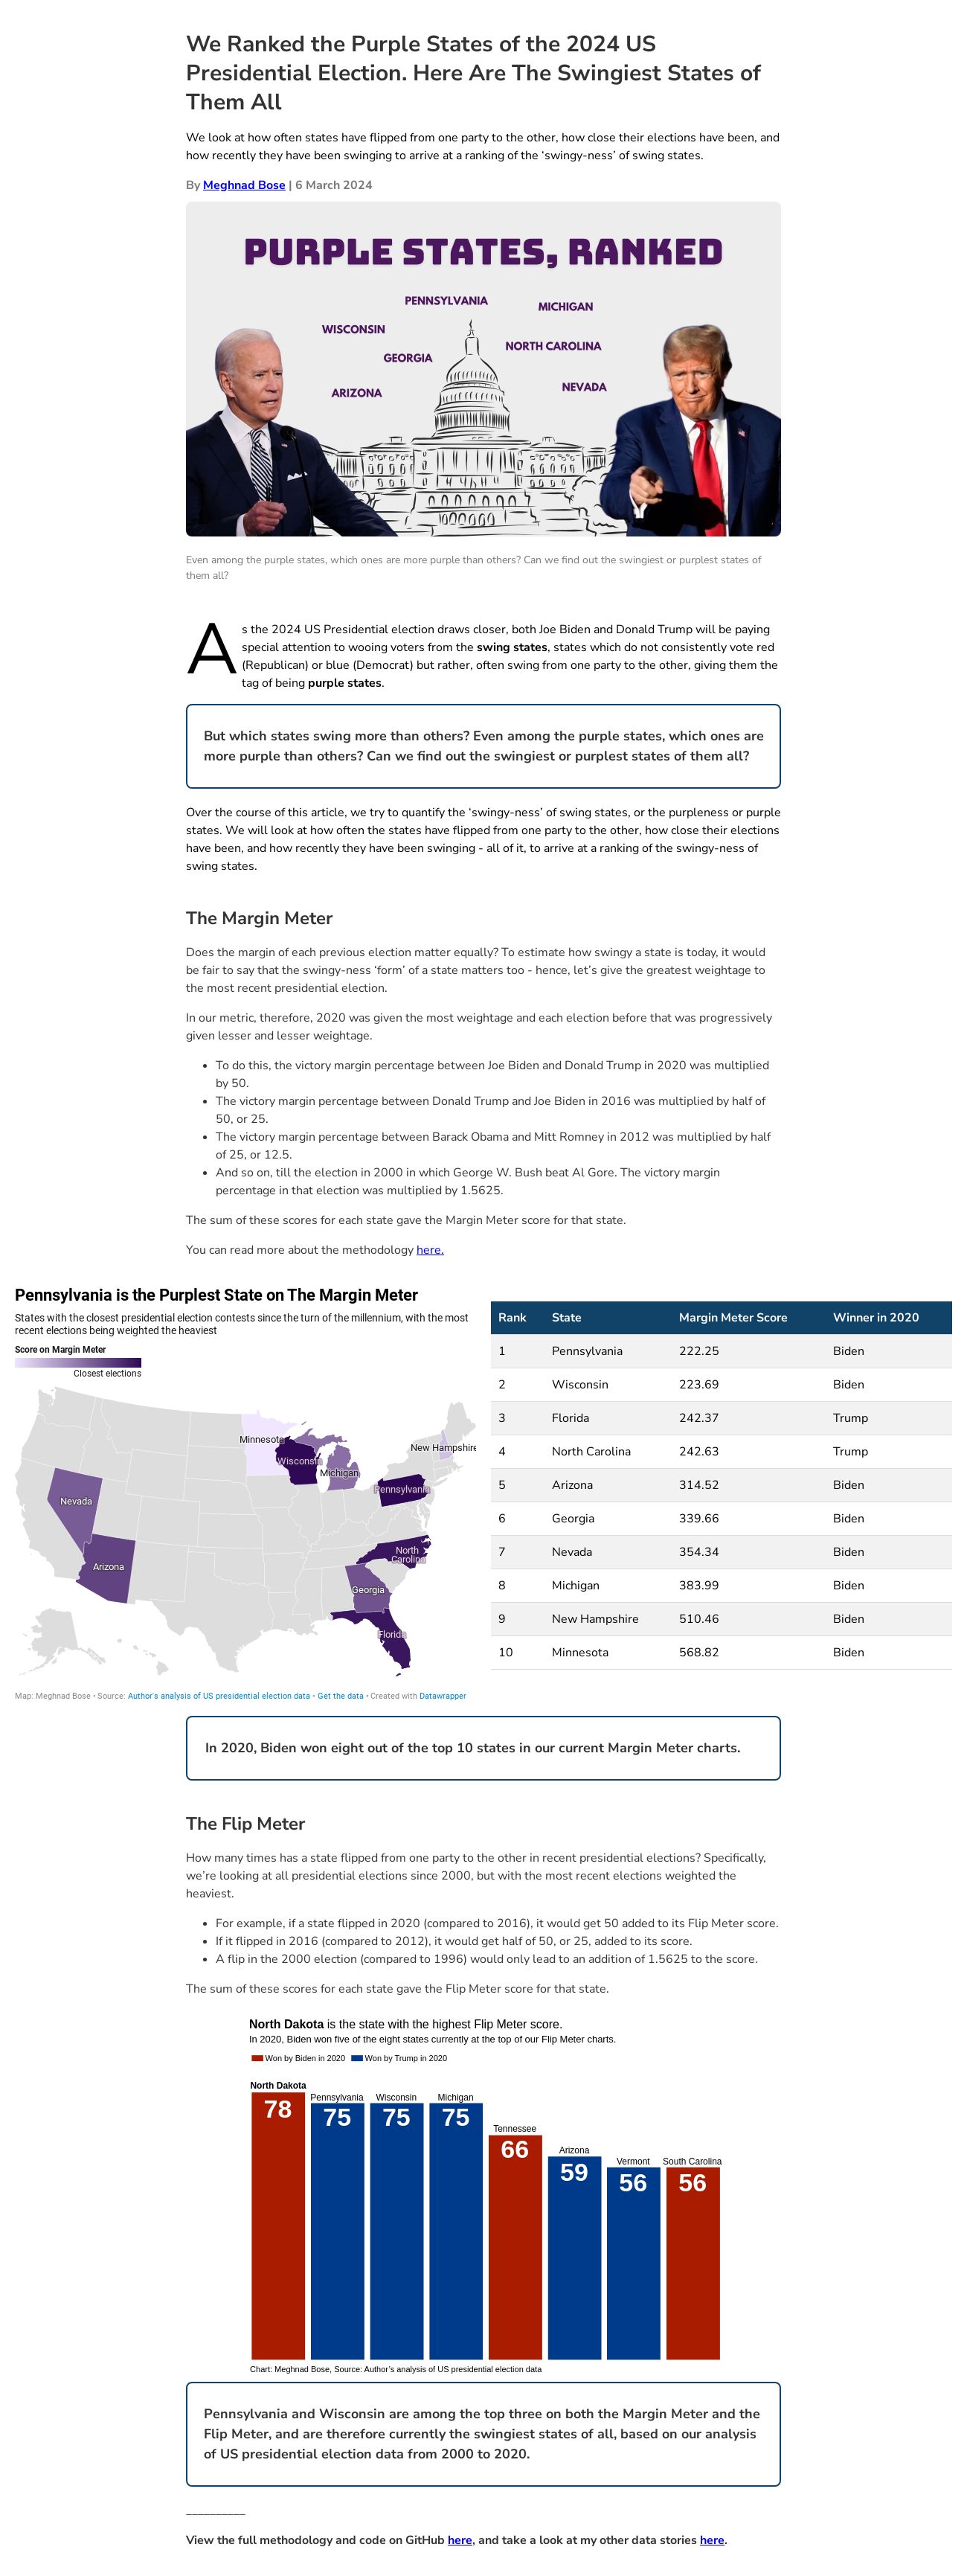 We Ranked the Purple States of the 2024 US
Presidential Election. Here Are The Swingiest States of
Them All
We look at how often states have flipped from one party to the other, how close their elections have been, and
how recently they have been swinging to arrive at a ranking of the ‘swingy-ness’ of swing states.
By Meghnad Bose | 6 March 2024
PURPLE STATES, RANKED
PENNSYLVANIA
MICHIGAN
WISCONSIN
NORTH CAROLINA
GEORGIA
NEVADA
ARIZONA
Even among the purple states, which ones are more purple than others? Can we find out the swingiest or purplest states of
them all?
As the 2024 US Presidential election draws closer, both Joe Biden and Donald Trump will be paying
special attention to wooing voters from the swing states, states which do not consistently vote red
(Republican) or blue (Democrat) but rather, often swing from one party to the other, giving them the
tag of being purple states.
But which states swing more than others? Even among the purple states, which ones are
more purple than others? Can we find out the swingiest or purplest states of them all?
Over the course of this article, we try to quantify the ‘swingy-ness’ of swing states, or the purpleness or purple
states. We will look at how often the states have flipped from one party to the other, how close their elections
have been, and how recently they have been swinging - all of it, to arrive at a ranking of the swingy-ness of
swing states.
The Margin Meter
Does the margin of each previous election matter equally? To estimate how swingy a state is today, it would
be fair to say that the swingy-ness ‘form’ of a state matters too - hence, let’s give the greatest weightage to
the most recent presidential election.
In our metric, therefore, 2020 was given the most weightage and each election before that was progressively
given lesser and lesser weightage.
• To do this, the victory margin percentage between Joe Biden and Donald Trump in 2020 was multiplied
by 50.
• The victory margin percentage between Donald Trump and Joe Biden in 2016 was multiplied by half of
50, or 25.
• The victory margin percentage between Barack Obama and Mitt Romney in 2012 was multiplied by half
of 25, or 12.5.
• And so on, till the election in 2000 in which George W. Bush beat Al Gore. The victory margin
percentage in that election was multiplied by 1.5625.
The sum of these scores for each state gave the Margin Meter score for that state.
You can read more about the methodology here.
Pennsylvania is the Purplest State on The Margin Meter
States with the closest presidential election contests since the turn of the millennium, with the most
recent elections being weighted the heaviest
Score on Margin Meter
Closest elections
Minnesota
New Hampshire
Wisconsin
Michigan
Pennsylvania
Nevada
North
Carolina
Arizona
Georgia
Florida
Map: Meghnad Bose • Source: Author's analysis of US presidential election data • Get the data • Created with Datawrapper
Rank State Margin Meter Score Winner in 2020
1 Pennsylvania 222.25 Biden
2 Wisconsin 223.69 Biden
3 Florida 242.37 Trump
4 North Carolina 242.63 Trump
5 Arizona 314.52 Biden
6 Georgia 339.66 Biden
7 Nevada 354.34 Biden
8 Michigan 383.99 Biden
9 New Hampshire 510.46 Biden
10 Minnesota 568.82 Biden
In 2020, Biden won eight out of the top 10 states in our current Margin Meter charts.
The Flip Meter
How many times has a state flipped from one party to the other in recent presidential elections? Specifically,
we’re looking at all presidential elections since 2000, but with the most recent elections weighted the
heaviest.
• For example, if a state flipped in 2020 (compared to 2016), it would get 50 added to its Flip Meter score.
• If it flipped in 2016 (compared to 2012), it would get half of 50, or 25, added to its score.
• A flip in the 2000 election (compared to 1996) would only lead to an addition of 1.5625 to the score.
The sum of these scores for each state gave the Flip Meter score for that state.
North Dakota is the state with the highest Flip Meter score.
In 2020, Biden won five of the eight states currently at the top of our Flip Meter charts.
Won by Biden in 2020 Won by Trump in 2020
North Dakota
78
Pennsylvania
75
Wisconsin
75
Michigan
75
Tennessee
66
Arizona
59
Vermont
56
South Carolina
56
Chart: Meghnad Bose, Source: Author’s analysis of US presidential election data
Pennsylvania and Wisconsin are among the top three on both the Margin Meter and the
Flip Meter, and are therefore currently the swingiest states of all, based on our analysis
of US presidential election data from 2000 to 2020.
__________
View the full methodology and code on GitHub here, and take a look at my other data stories here.